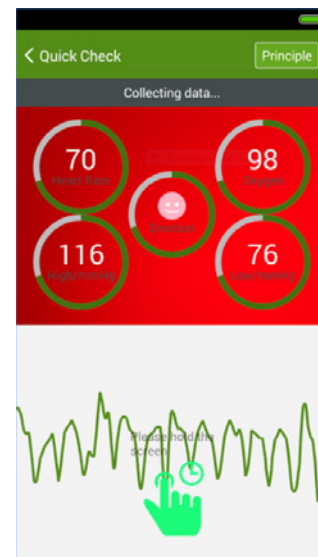 Quick Check
Principle
Collecting data...
70
Heart Rate
98
Oxygen
Emotion
116
High/mmHg
76
Low/mmHg
Please hold the
screen